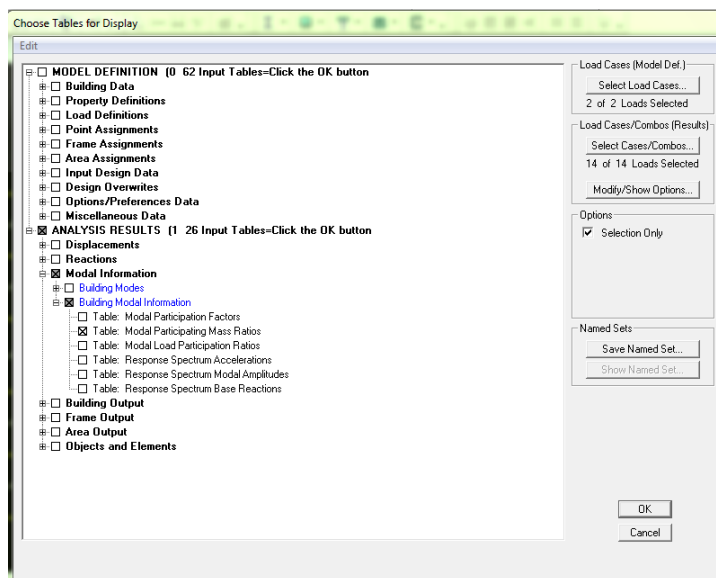 Choose Tables for Display
Edit
MODEL DEFINITION (0 62 Input Tables=Click the OK button
Building Data
Property Definitions
Load Definitions
Point Assignments
Frame Assignments
Area Assignments
Input Design Data
Design Overwrites
Options/Preferences Data
Miscellaneous Data
ANALYSIS RESULTS (1 26 Input Tables=Click the OK button
Displacements
Reactions
Modal Information
Building Modes
Building Modal Information
Table: Modal Participation Factors
Table: Modal Participating Mass Ratios
Table: Modal Load Participation Ratios
Table: Response Spectrum Accelerations
Table: Response Spectrum Modal Amplitudes
Table: Response Spectrum Base Reactions
Building Output
Frame Output
Area Output
Objects and Elements
Load Cases (Model Def.)
Select Load Cases...
2 of 2 Loads Selected
Load Cases/Combos (Results)
Select Cases/Combos...
14 of 14 Loads Selected
Modify/Show Options...
Options
Selection Only
Named Sets
Save Named Set...
Show Named Set...
OK
Cancel